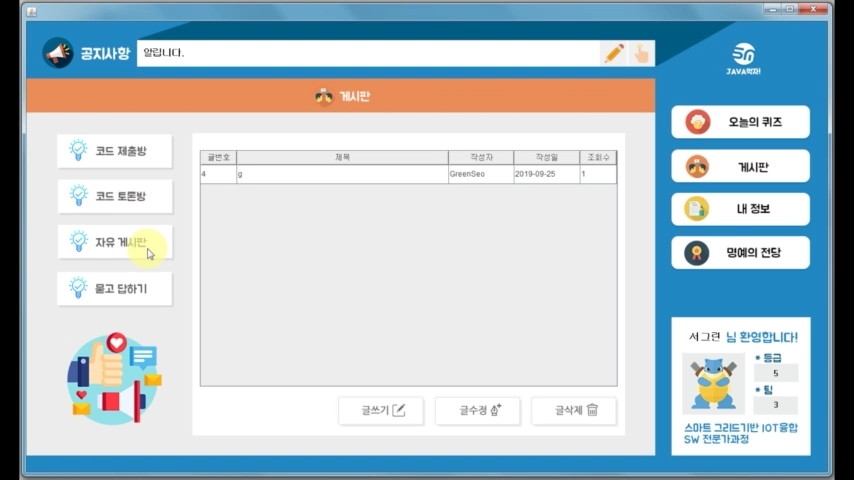 공지사항
알립니다.
JAVA먹자!
게시판
오늘의 퀴즈
게시판
내 정보
명예의 전당
코드 제출방
코드 토론방
자유 게시판
묻고 답하기
글번호 제목 작성자 작성일 조회수
4 g GreenSeo 2019-09-25 1
글쓰기
글수정
글삭제
서그린 님 환영합니다!
등급
5
팀
3
스마트 그리드기반 IOT융합
SW 전문가과정